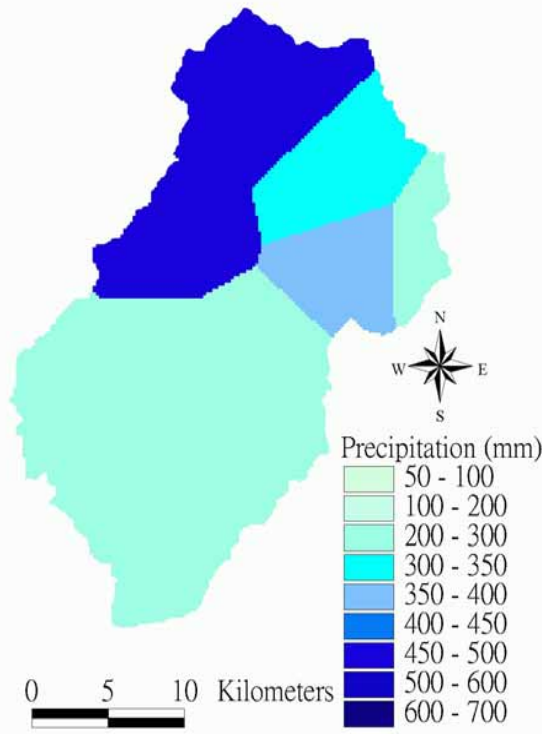 N
W E
S
Precipitation (mm)
50 - 100
100 - 200
200 - 300
300 - 350
350 - 400
400 - 450
450 - 500
500 - 600
600 - 700
0 5 10 Kilometers